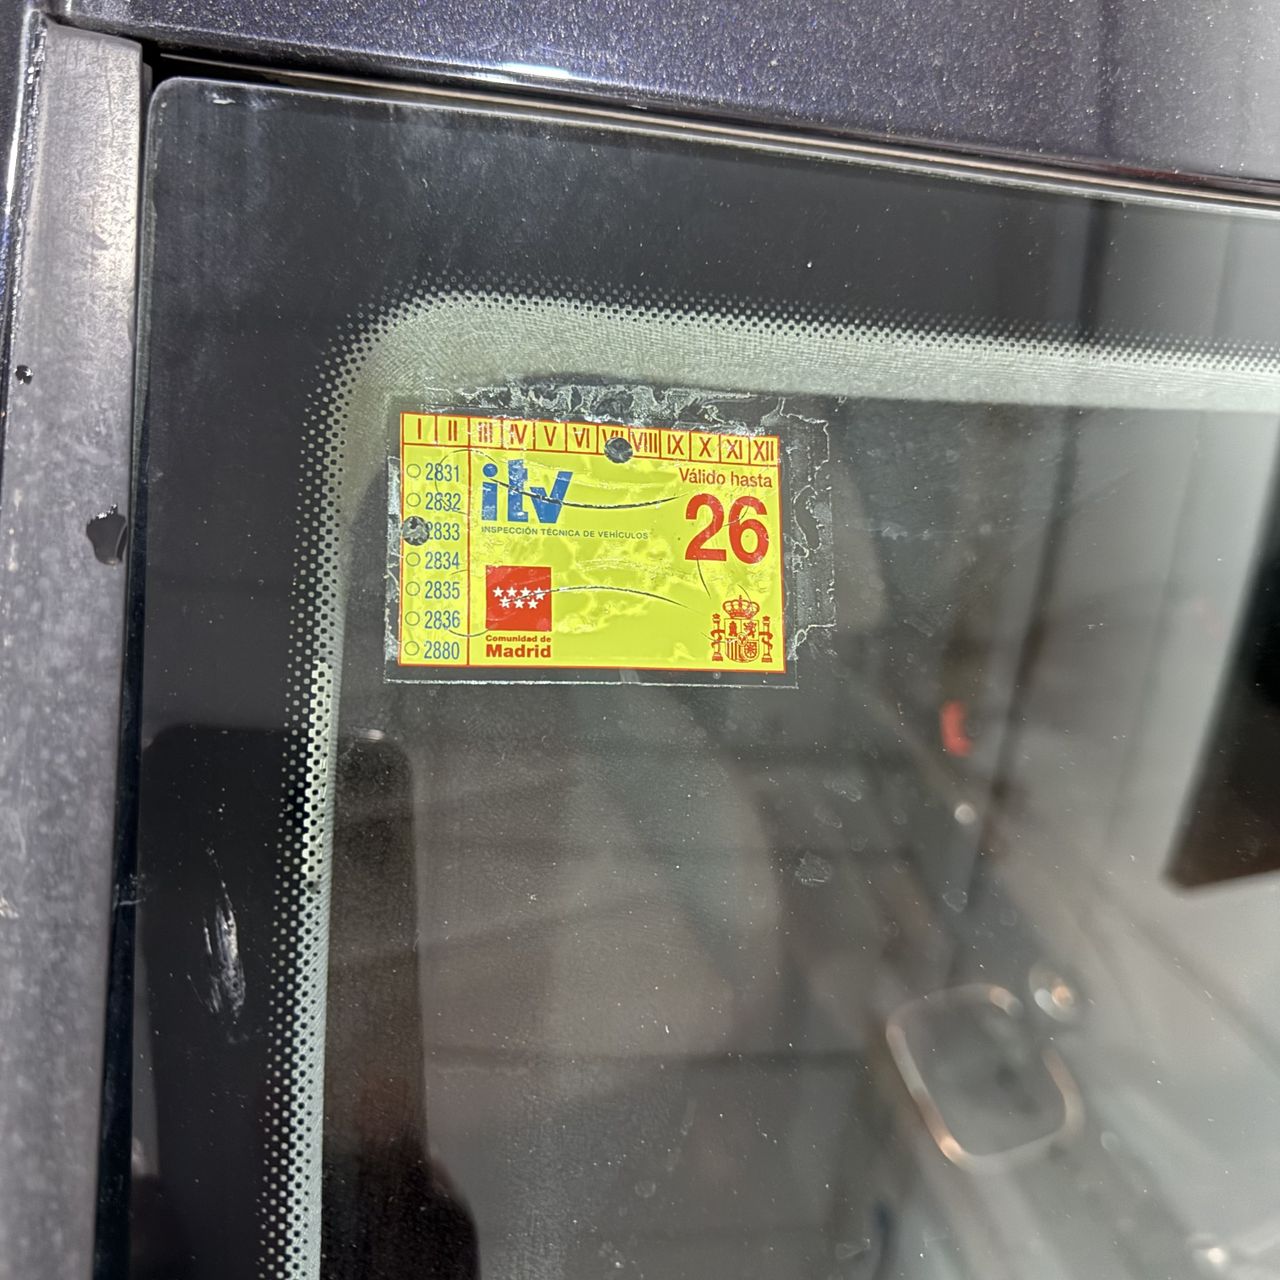 I II III IV V VI VII VIII IX X XI XII
2831
2832
2833
2834
2835
2836
2880
itv
INSPECCIÓN TÉCNICA DE VEHÍCULOS
Válido hasta
26
Comunidad de
Madrid